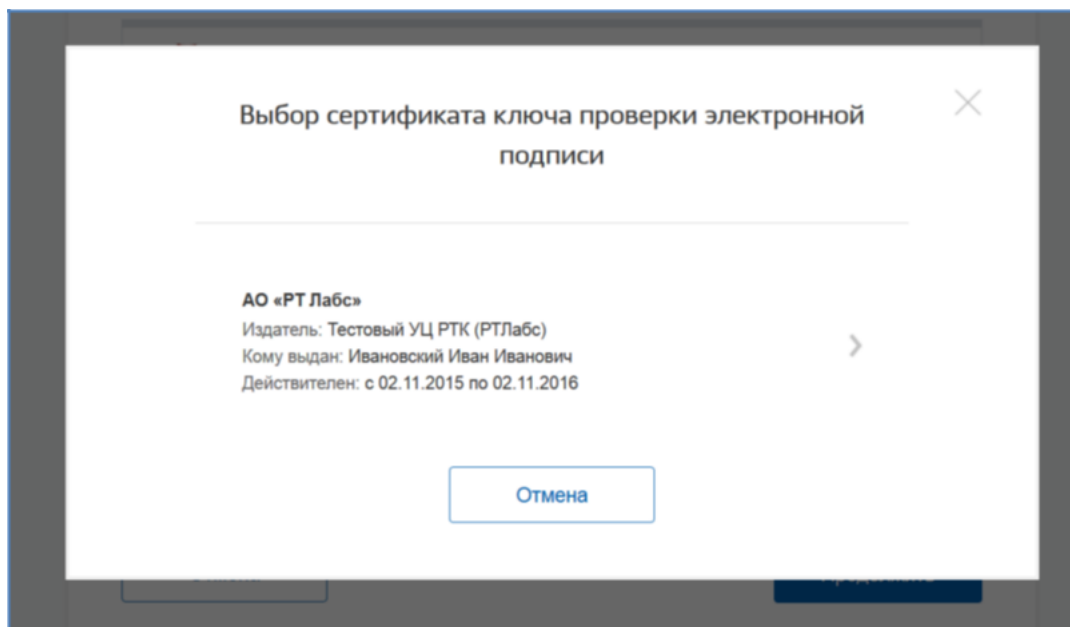 Выбор сертификата ключа проверки электронной
подписи
АО «РТ Лабс»
Издатель: Тестовый УЦ РТК (РТЛабс)
Кому выдан: Ивановский Иван Иванович
Действителен: с 02.11.2015 по 02.11.2016
Отмена